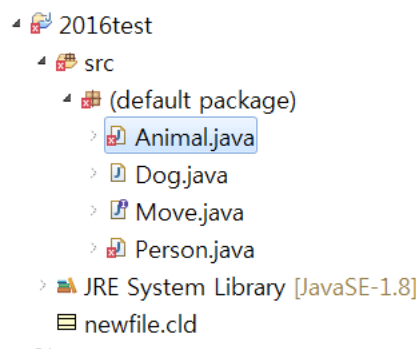 2016test
src
(default package)
Animal.java
Dog.java
Move.java
Person.java
JRE System Library [JavaSE-1.8]
newfile.cld